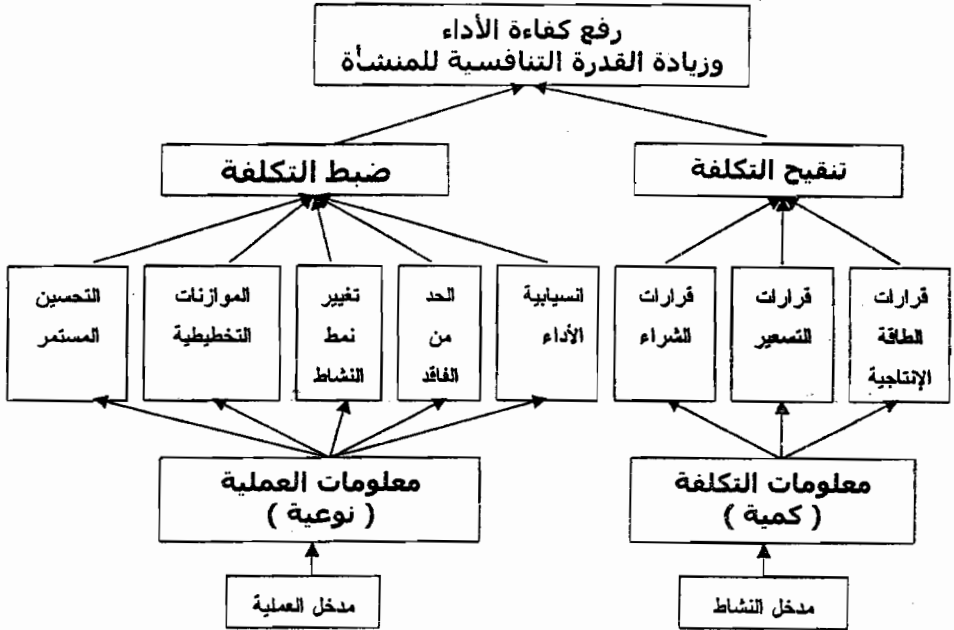 رفع كفاءة الأداء
وزيادة القدرة التنافسية للمنشأة
تنقيح التكلفة
ضبط التكلفة
قرارات
الطاقة
الإنتاجية
قرارات
التسعير
قرارات
الشراء
انسيابية
الأداء
الحد
من
الفاقد
تغيير
نمط
النشاط
الموازنات
التخطيطية
التحسين
المستمر
معلومات التكلفة
( كمية )
معلومات العملية
( نوعية )
مدخل النشاط
مدخل العملية